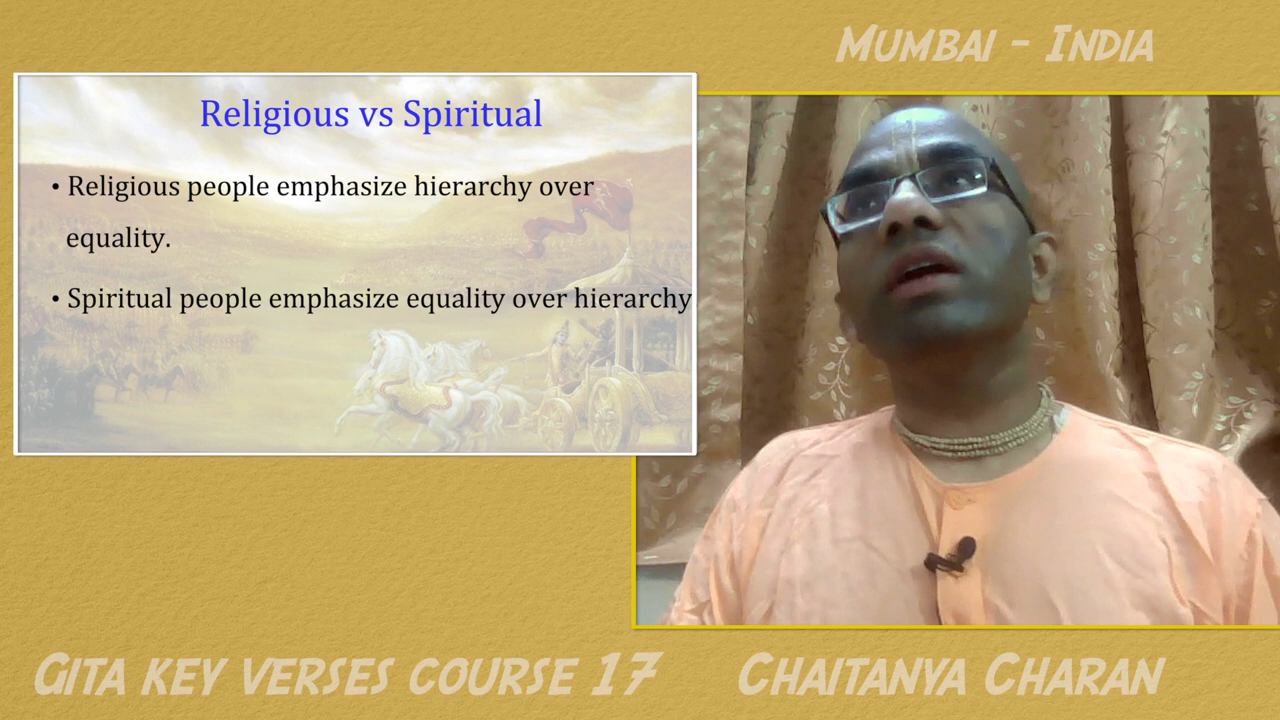 Mumbai - India
Religious vs Spiritual
• Religious people emphasize hierarchy over
equality.
• Spiritual people emphasize equality over hierarchy
Gita key verses course 17
Chaitanya Charan